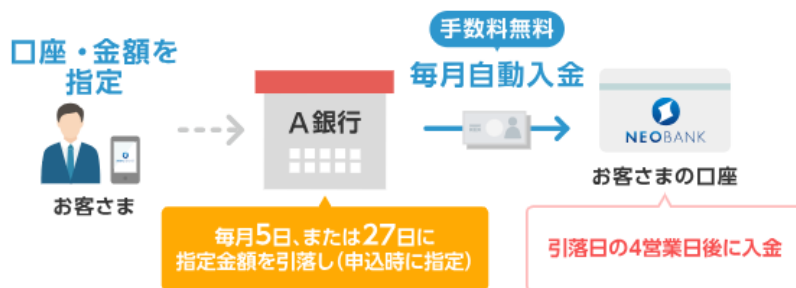 口座・金額を
指定
お客さま
A銀行
手数料無料
毎月自動入金
NEOBANK
お客さまの口座
毎月5日、または27日に
指定金額を引落し(申込時に指定)
引落日の4営業日後に入金